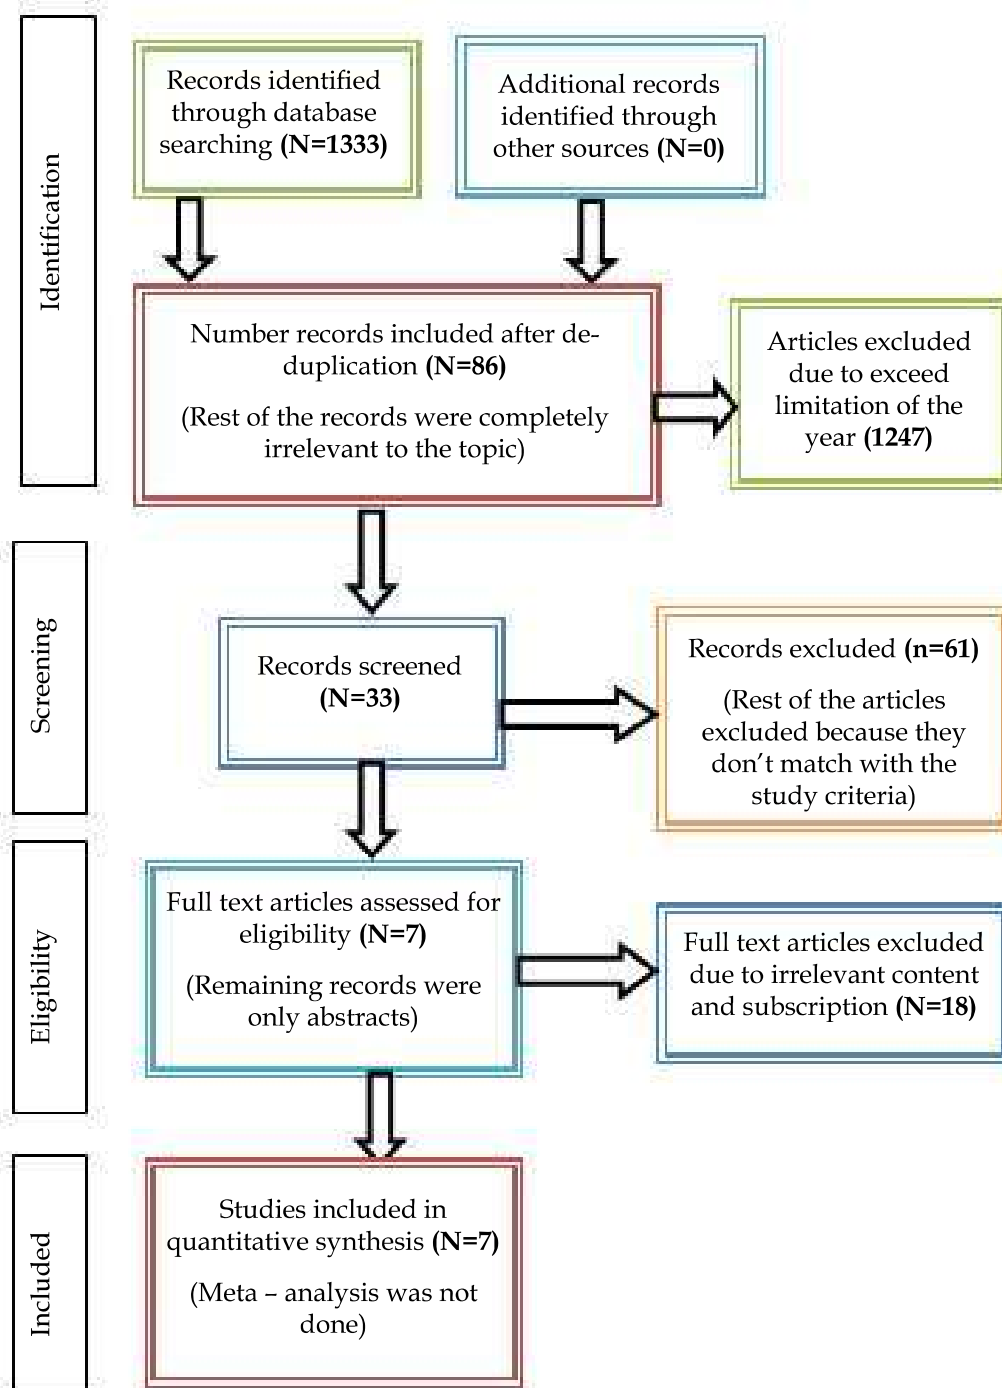 Identification
Records identified
through database
searching (N=1333)
Additional records
identified through
other sources (N=0)
Number records included after de-
duplication (N=86)
(Rest of the records were completely
irrelevant to the topic)
Articles excluded
due to exceed
limitation of the
year (1247)
Screening
Records screened
(N=33)
Records excluded (n=61)
(Rest of the articles
excluded because they
don’t match with the
study criteria)
Eligibility
Full text articles assessed for
eligibility (N=7)
(Remaining records were
only abstracts)
Full text articles excluded
due to irrelevant content
and subscription (N=18)
Included
Studies included in
quantitative synthesis (N=7)
(Meta – analysis was not
done)